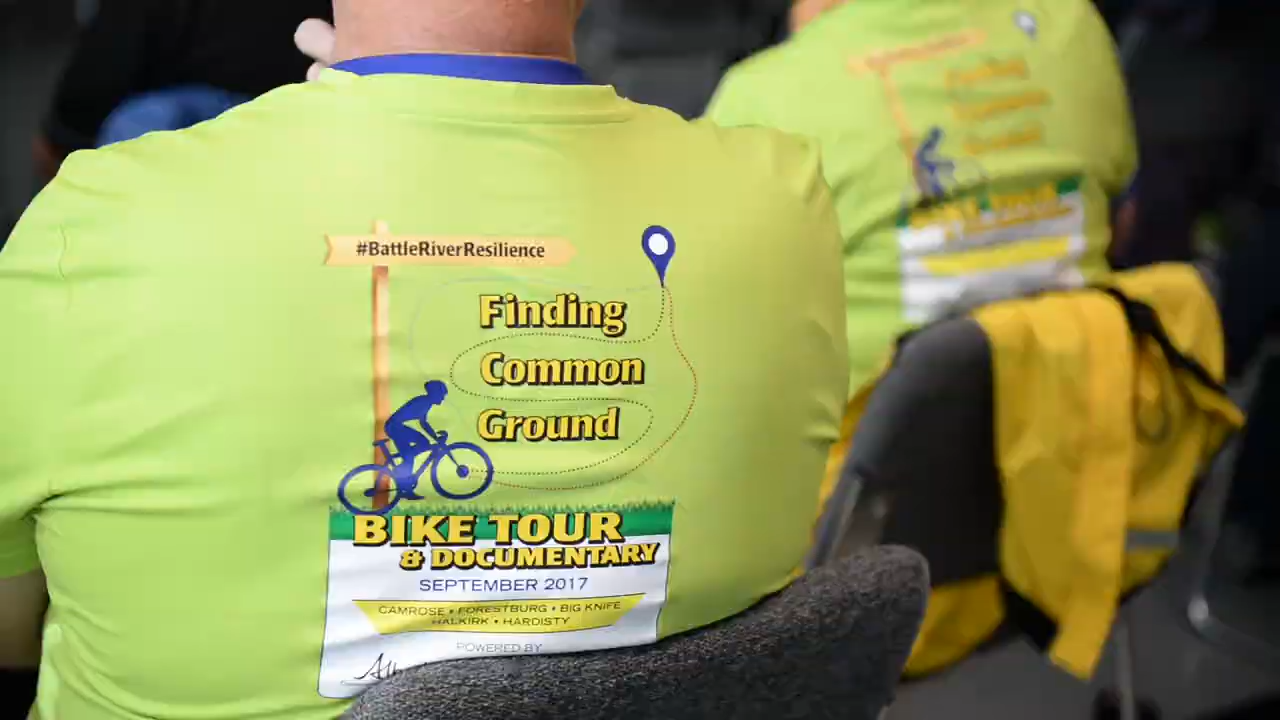 #BattleRiverResilience
Finding
Common
Ground
BIKE TOUR
& DOCUMENTARY
SEPTEMBER 2017
CAMROSE • FORESTBURG • BIG KNIFE
HALKIRK • HARDISTY
POWERED BY